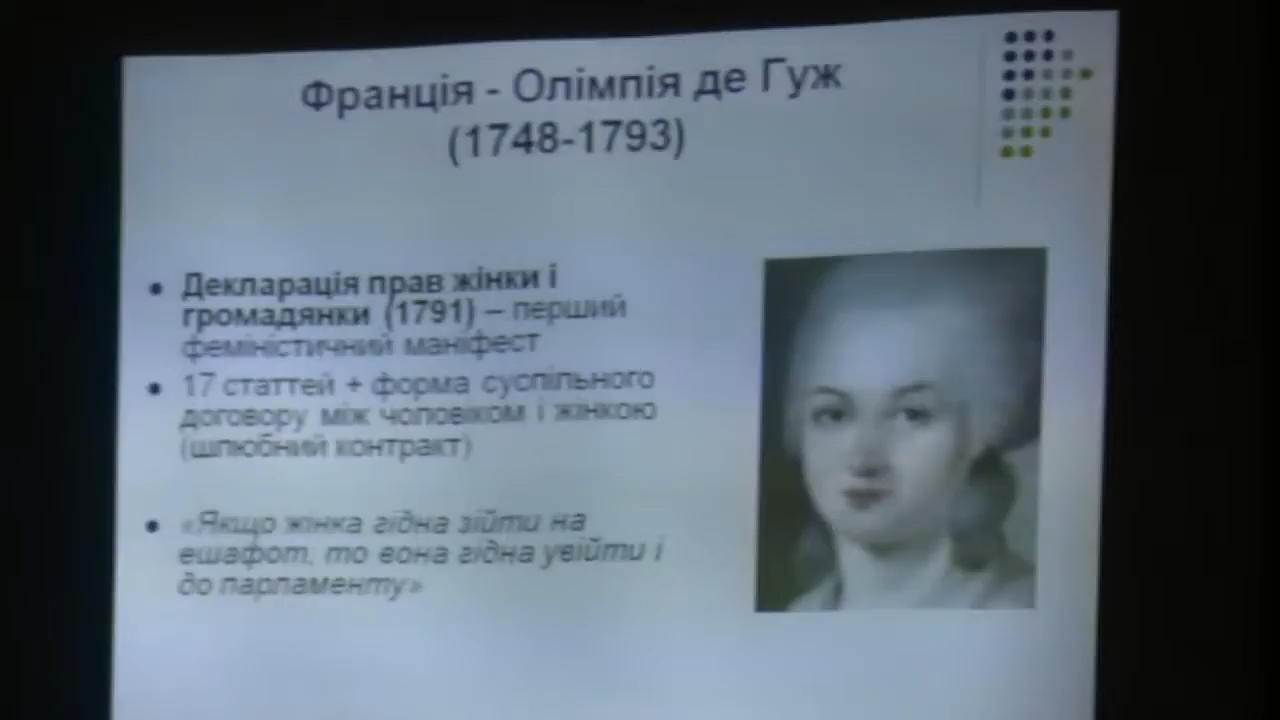 Франція - Олімпія де Гуж
(1748-1793)
• Декларація прав жінки і
громадянки (1791) – перший
феміністичний маніфест
• 17 статтей + форма суспільного
договору між чоловіком і жінкою
(шлюбний контракт)
• «Якщо жінка гідна зійти на
ешафот, то вона гідна увійти і
до парламенту»